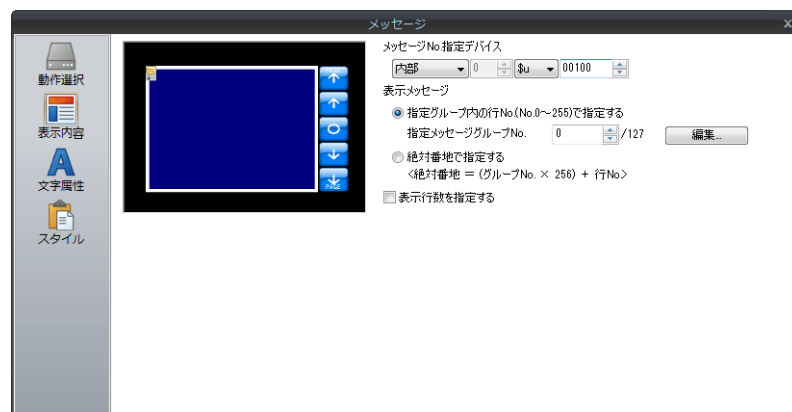 メッセージ
x
動作選択
表示内容
A
文字属性
スタイル
PAGE
メッセージNo.指定デバイス
内部 0 $u 00100
表示メッセージ
指定グループ内の行No.(No.0～255)で指定する
指定メッセージグループNo. 0 /127 編集...
絶対番地で指定する
<絶対番地 = (グループNo. × 256) + 行No>
表示行数を指定する